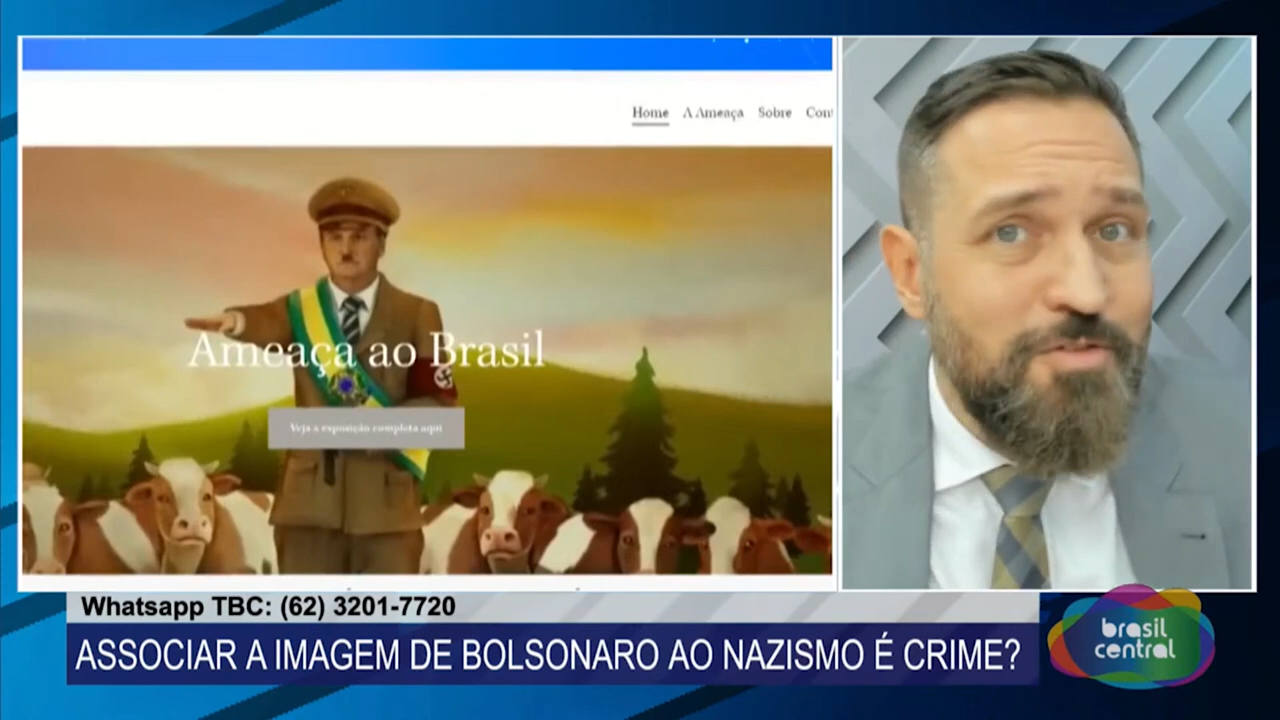 Home A Ameaça Sobre Cont
Ameaça ao Brasil
Veja a exposição completa aqui
Whatsapp TBC: (62) 3201-7720
ASSOCIAR A IMAGEM DE BOLSONARO AO NAZISMO É CRIME?
brasil
central